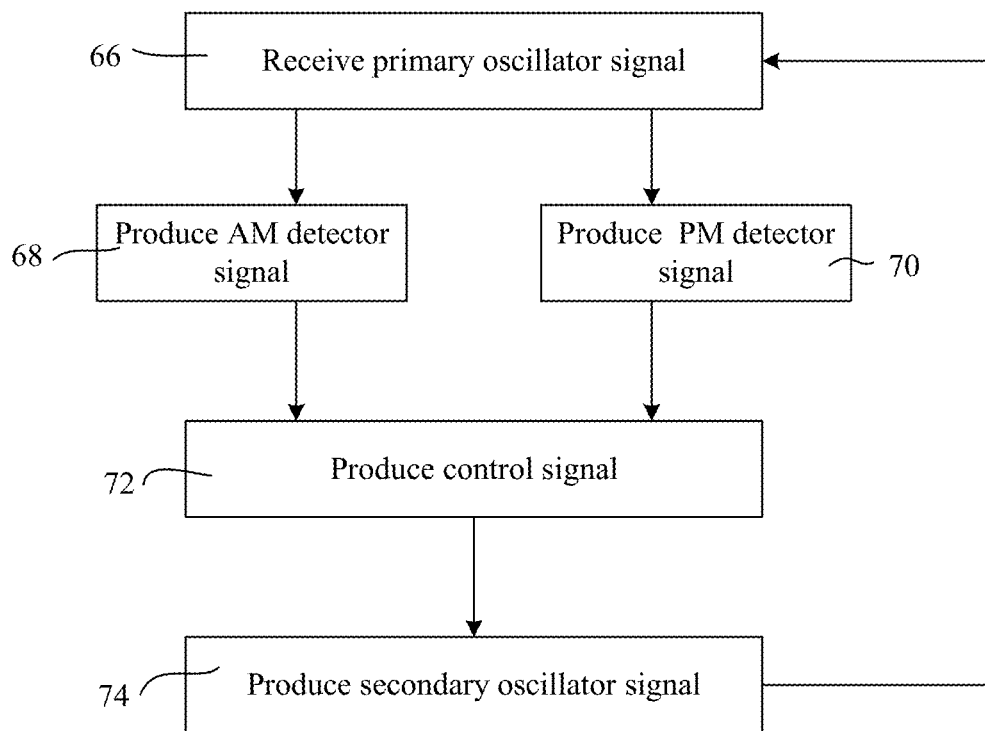 66
Receive primary oscillator signal
68
Produce AM detector
signal
Produce PM detector
signal
70
72
Produce control signal
74
Produce secondary oscillator signal